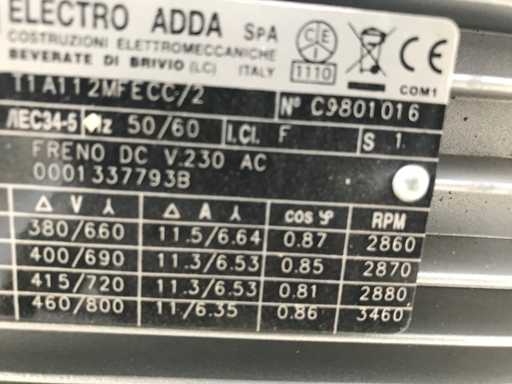 ELECTRO ADDA SpA
COSTRUZIONI ELETTROMECCANICHE
BEVERATE DI BRIVIO (LC) ITALY
CEI
1110
CE
COM1
T1A112MFECC/2
N° C9801016
/IEC34-5 Hz 50/60 I.Cl. F S 1
FRENO DC V.230 AC
0001337793B
Δ V ⅄ Δ A ⅄ cos φ RPM
380/660 11.5/6.64 0.87 2860
400/690 11.3/6.53 0.85 2870
415/720 11.3/6.53 0.81 2880
460/800 11/6.35 0.86 3460